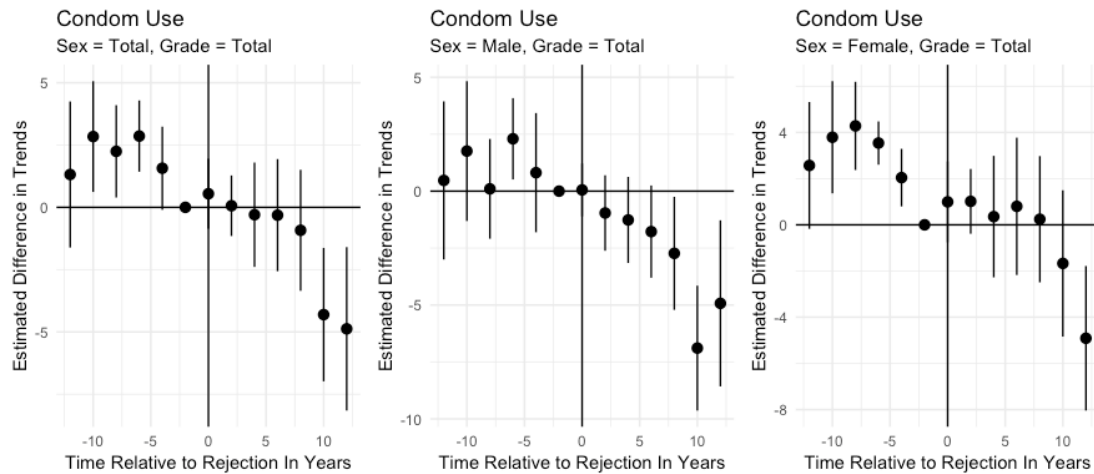 Condom Use
Sex = Total, Grade = Total
Estimated Difference in Trends
5
0
-5
-10
-5
0
5
10
Time Relative to Rejection In Years
Condom Use
Sex = Male, Grade = Total
Estimated Difference in Trends
5
0
-5
-10
-10
-5
0
5
10
Time Relative to Rejection In Years
Condom Use
Sex = Female, Grade = Total
Estimated Difference in Trends
4
0
-4
-8
-10
-5
0
5
10
Time Relative to Rejection In Years